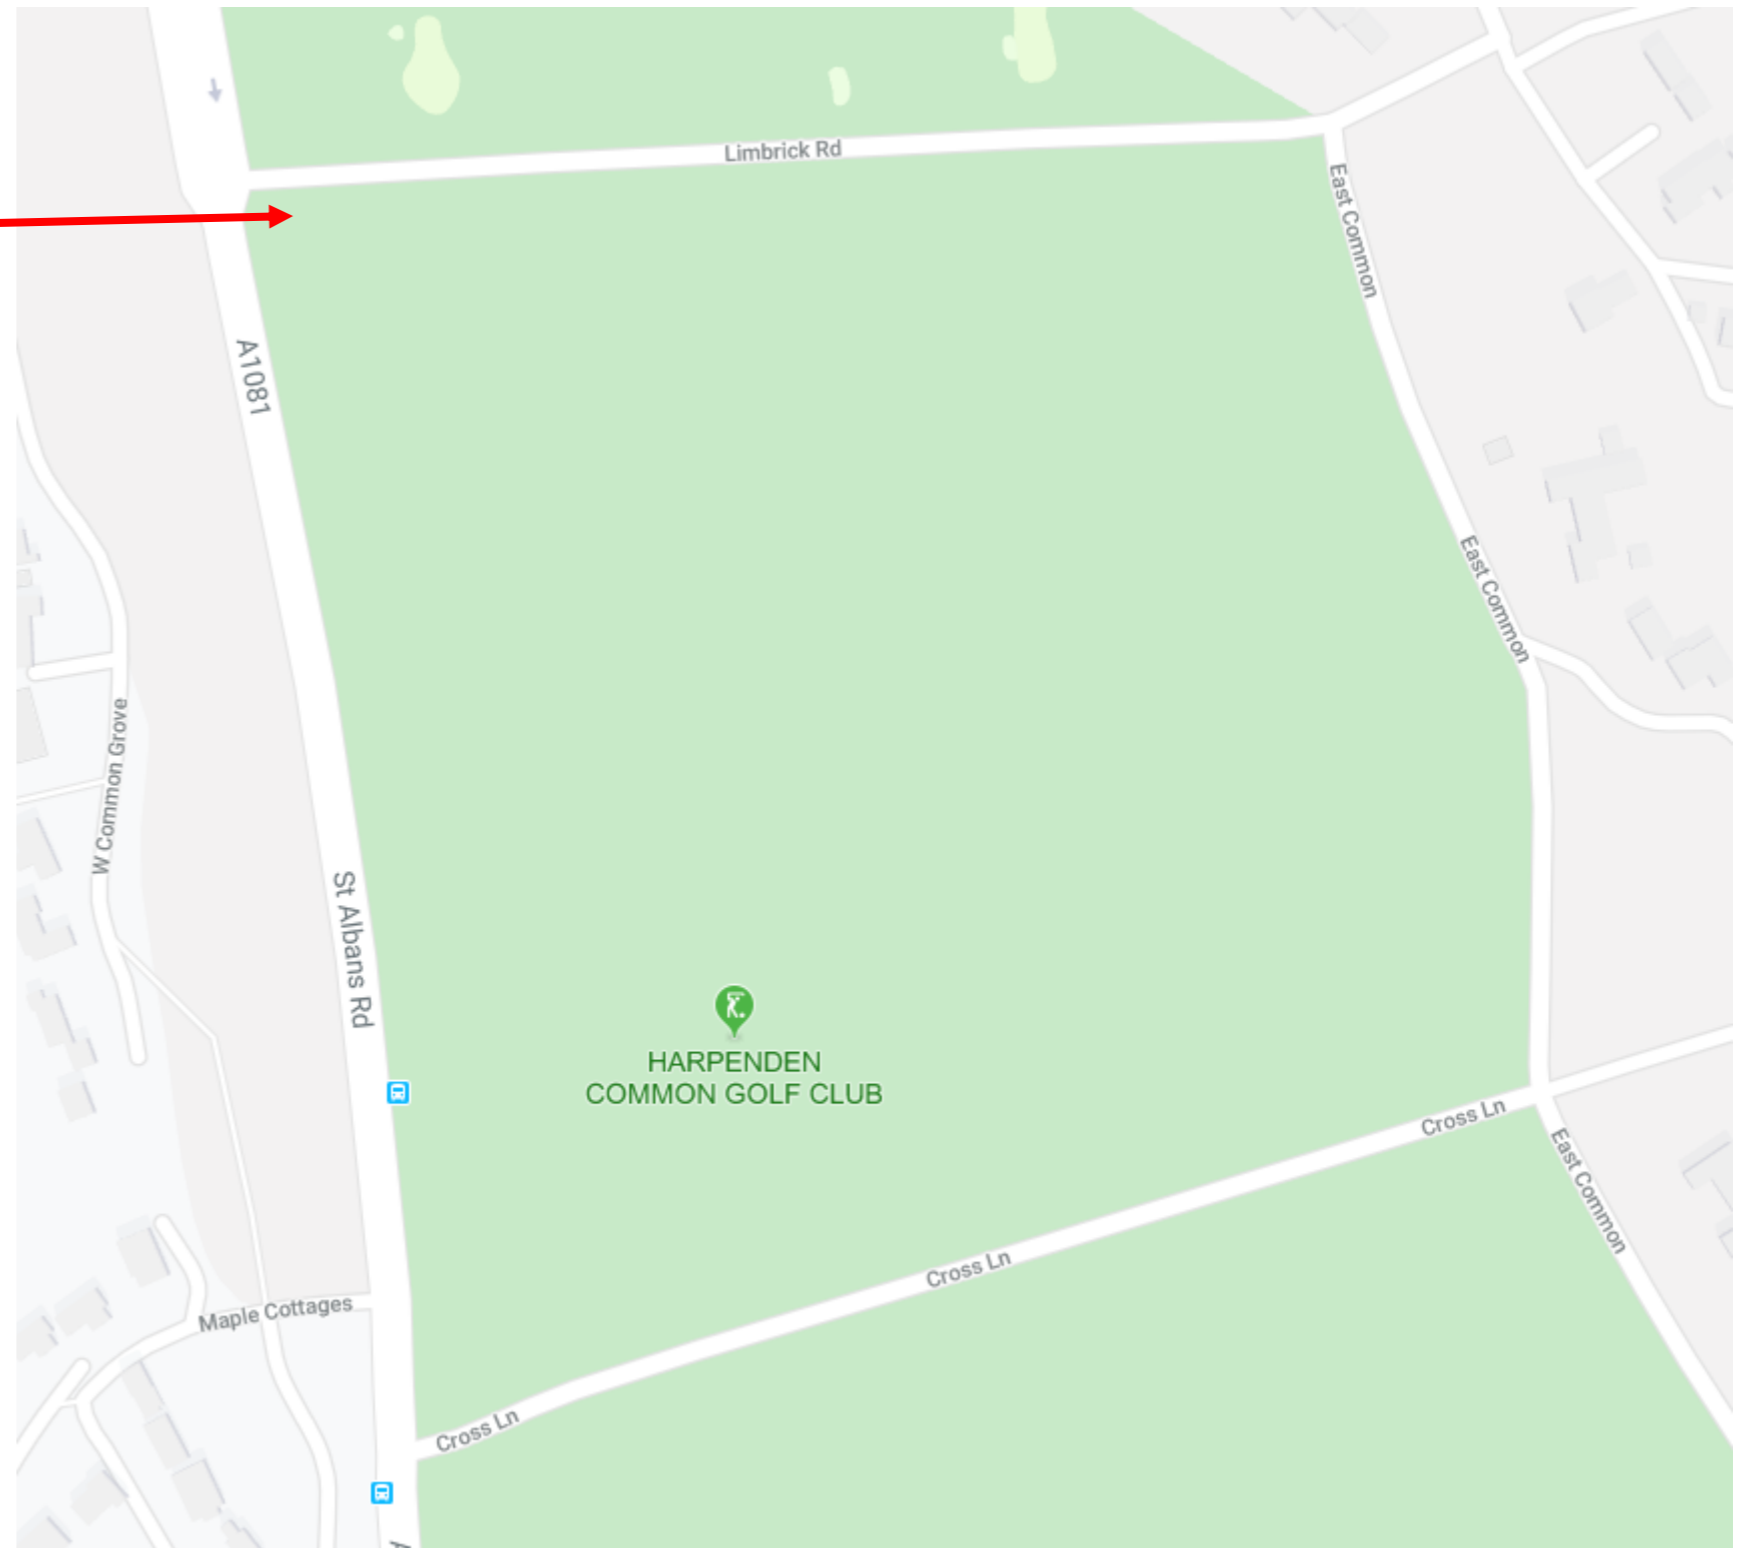 Limbrick Rd
East Common
A1081
East Common
W Common Grove
St Albans Rd
HARPENDEN
COMMON GOLF CLUB
Cross Ln
East Common
Cross Ln
Maple Cottages
Cross Ln